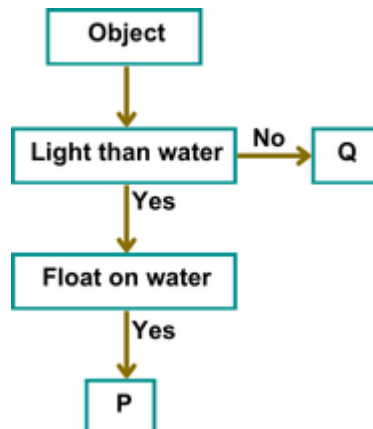 Object
Light than water
No
Q
Yes
Float on water
Yes
P